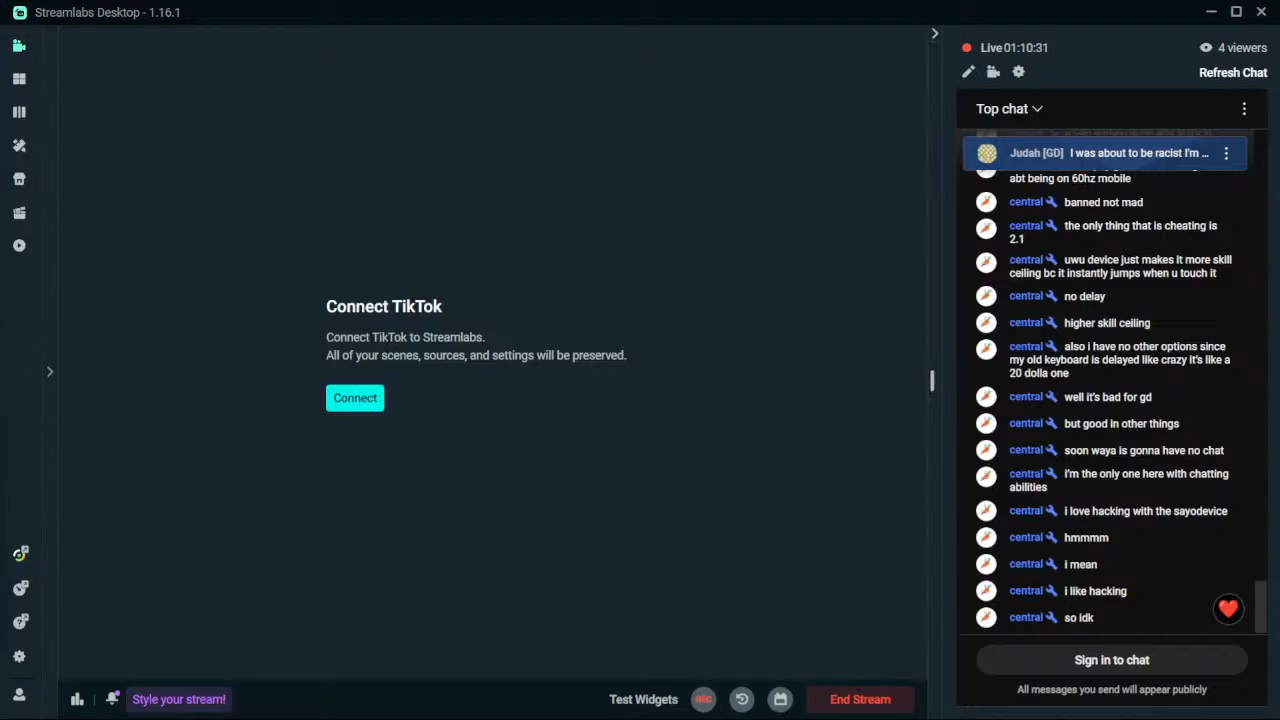 Streamlabs Desktop - 1.16.1
Live 01:10:31
4 viewers
Refresh Chat
Top chat
Judah [GD] I was about to be racist I'm ...
abt being on 60hz mobile
central banned not mad
central the only thing that is cheating is
2.1
central uwu device just makes it more skill
ceiling bc it instantly jumps when u touch it
central no delay
central higher skill ceiling
central also i have no other options since
my old keyboard is delayed like crazy it's like a
20 dolla one
central well it's bad for gd
central but good in other things
central soon waya is gonna have no chat
central i'm the only one here with chatting
abilities
central i love hacking with the sayodevice
central hmmmm
central i mean
central i like hacking
central so idk
Sign in to chat
All messages you send will appear publicly
Connect TikTok
Connect TikTok to Streamlabs.
All of your scenes, sources, and settings will be preserved.
Connect
Style your stream!
Test Widgets
REC
End Stream